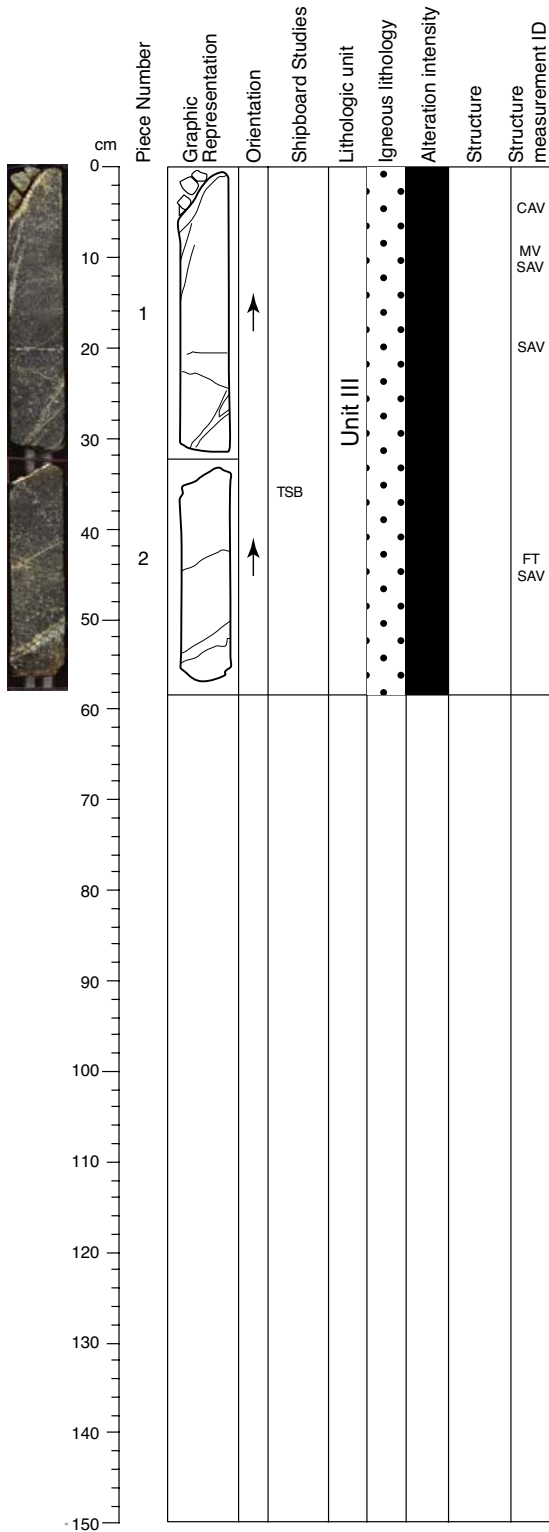 cm
Piece Number
Graphic
Representation
Orientation
Shipboard Studies
Lithologic unit
Igneous lithology
Alteration intensity
Structure
Structure
measurement ID
0
10
20
30
40
50
60
70
80
90
100
110
120
130
140
150
1
2
TSB
Unit III
CAV
MV
SAV
SAV
FT
SAV